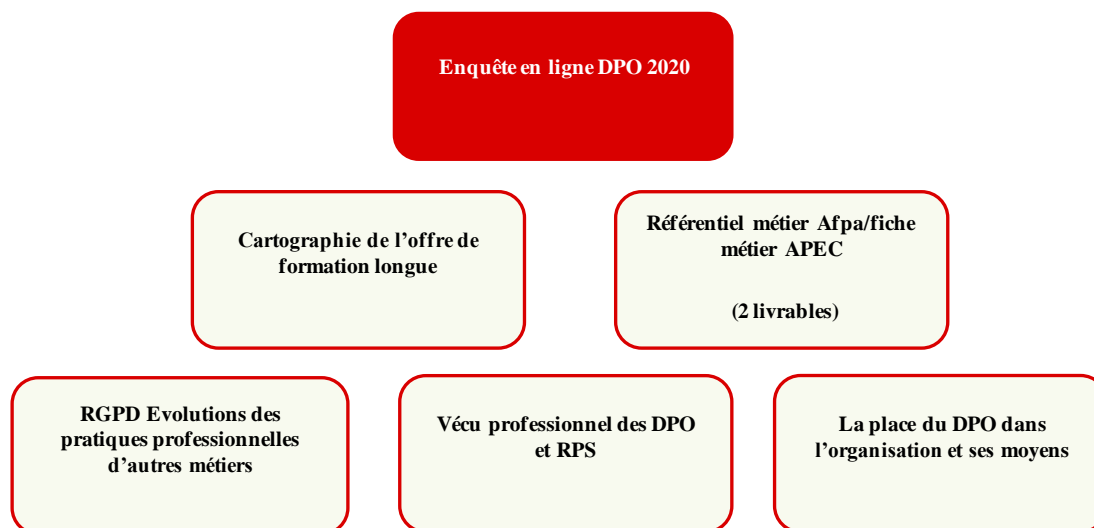 Enquête en ligne DPO 2020
Cartographie de l’offre de
formation longue
Référentiel métier Afpa/fiche
métier APEC
(2 livrables)
RGPD Evolutions des
pratiques professionnelles
d’autres métiers
Vécu professionnel des DPO
et RPS
La place du DPO dans
l’organisation et ses moyens